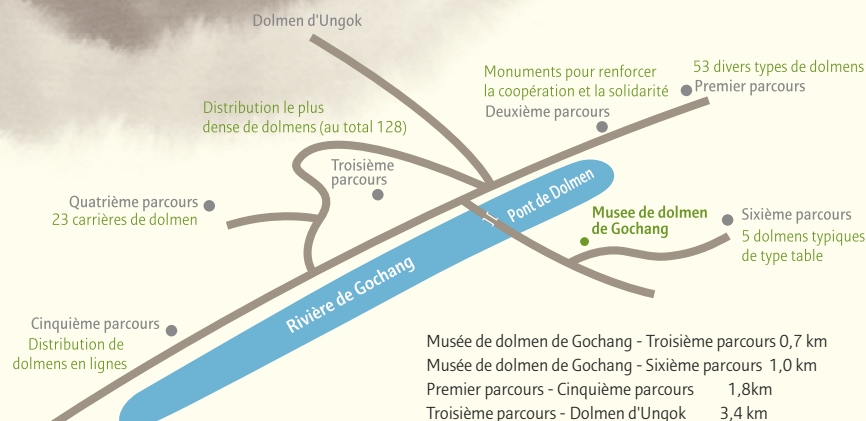 Dolmen d'Ungok
Monuments pour renforcer
la coopération et la solidarité
Deuxième parcours
53 divers types de dolmens
Premier parcours
Distribution le plus
dense de dolmens (au total 128)
Troisième
parcours
Quatrième parcours
23 carrières de dolmen
Pont de Dolmen
Musee de dolmen
de Gochang
Sixième parcours
5 dolmens typiques
de type table
Rivière de Gochang
Cinquième parcours
Distribution de
dolmens en lignes
Musée de dolmen de Gochang - Troisième parcours 0,7 km
Musée de dolmen de Gochang - Sixième parcours 1,0 km
Premier parcours - Cinquième parcours 1,8km
Troisième parcours - Dolmen d'Ungok 3,4 km